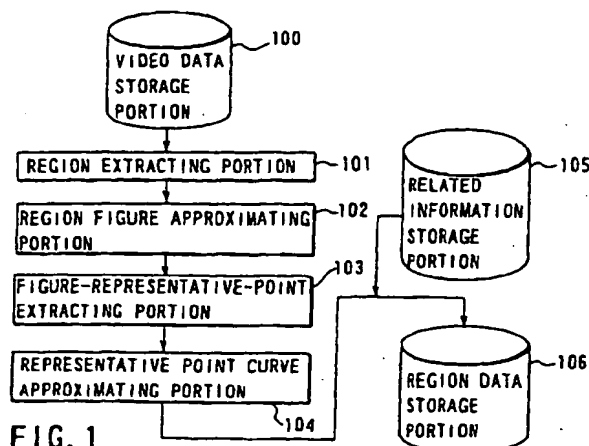 100
VIDEO DATA
STORAGE
PORTION
REGION EXTRACTING PORTION
101
REGION FIGURE APPROXIMATING
PORTION
102
FIGURE-REPRESENTATIVE-POINT
EXTRACTING PORTION
103
REPRESENTATIVE POINT CURVE
APPROXIMATING PORTION
104
RELATED
INFORMATION
STORAGE
PORTION
105
REGION DATA
STORAGE
PORTION
106
FIG. 1